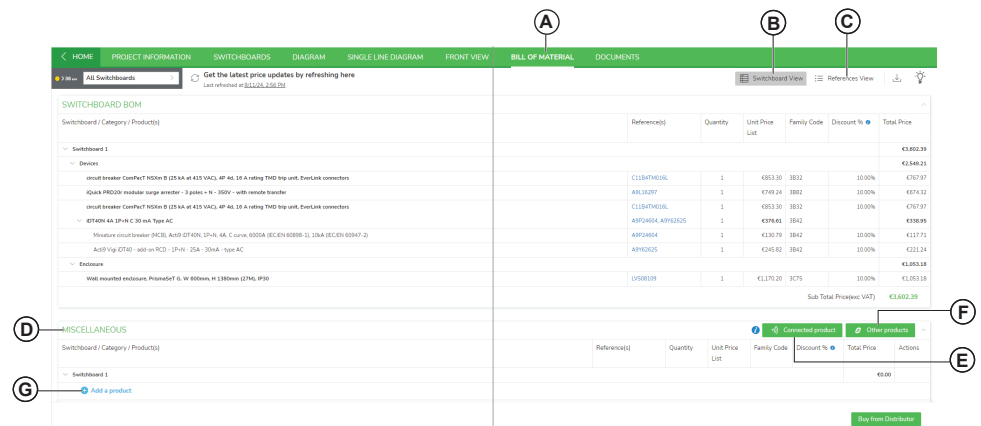 A
B
C
HOME PROJECT INFORMATION SWITCHBOARDS DIAGRAM SINGLE LINE DIAGRAM FRONT VIEW BILL OF MATERIAL DOCUMENTS
All Switchboards
Get the latest price updates by refreshing here
Last refreshed at 8/11/24, 2:56 PM
Switchboard View References View
SWITCHBOARD BOM
Switchboard / Category / Product(s) Reference(s) Quantity Unit Price List Family Code Discount % Total Price
Switchboard 1 €3,602.39
Devices €2,549.21
circuit breaker ComPacT NSXm B (25 kA at 415 VAC), 4P 4d, 16 A rating TMD trip unit, EverLink connectors C11B4TM016L 1 €853.30 3B32 10.00% €767.97
iQuick PRD20r modular surge arrester - 3 poles + N - 350V - with remote transfer A9L16297 1 €749.24 3B82 10.00% €674.32
circuit breaker ComPacT NSXm B (25 kA at 415 VAC), 4P 4d, 16 A rating TMD trip unit, EverLink connectors C11B4TM016L 1 €853.30 3B32 10.00% €767.97
iDT40N 4A 1P+N C 30 mA Type AC A9P24604, A9Y62625 1 €376.61 3B42 €338.95
Miniature circuit breaker (MCB), Acti9 iDT40N, 1P+N, 4A, C curve, 6000A (IEC/EN 60898-1), 10kA (IEC/EN 60947-2) A9P24604 1 €130.79 3B42 10.00% €117.71
Acti9 Vigi iDT40 - add-on RCD - 1P+N - 25A - 30mA - type AC A9Y62625 1 €245.82 3B42 10.00% €221.24
Enclosure €1,053.18
Wall mounted enclosure, PrismaSeT G, W 600mm, H 1380mm (27M), IP30 LVS08109 1 €1,170.20 3C75 10.00% €1,053.18
Sub Total Price(exc VAT) €3,602.39
F
D
MISCELLANEOUS Connected product Other products
E
Switchboard / Category / Product(s) Reference(s) Quantity Unit Price List Family Code Discount % Total Price Actions
Switchboard 1 €0.00
G
Add a product
Buy from Distributor